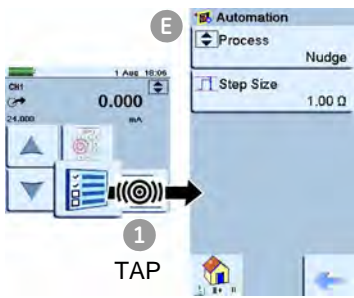 E
Automation
Process
Nudge
Step Size
1.00 Ω
1 Aug 18:06
CH1
0.000
24.000 mA
1
TAP